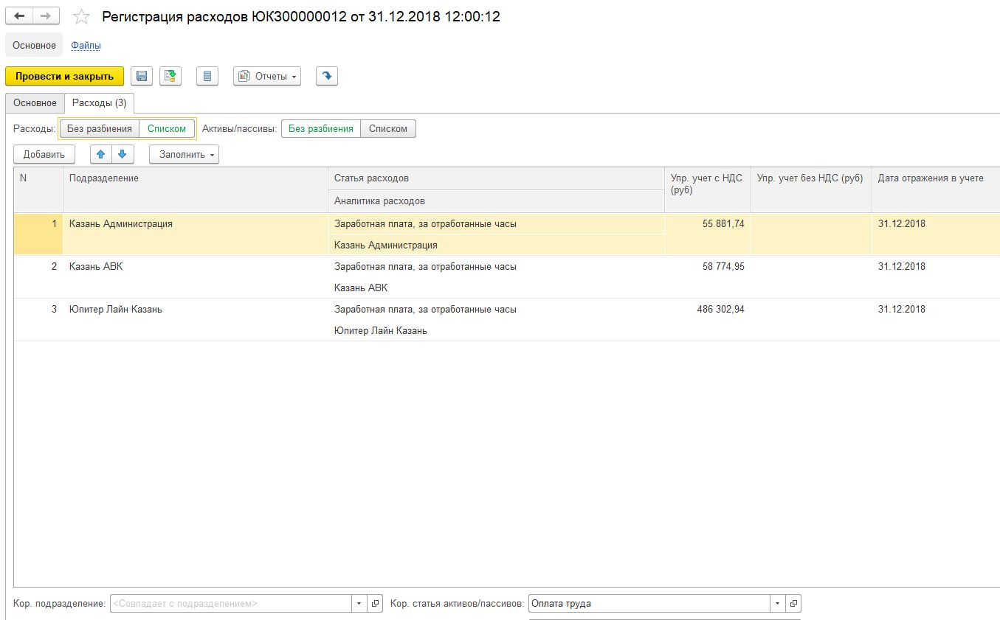 Регистрация расходов ЮК300000012 от 31.12.2018 12:00:12
Основное Файлы
Провести и закрыть Отчеты
Основное Расходы (3)
Расходы: Без разбиения Списком Активы/пассивы: Без разбиения Списком
Добавить Заполнить
N Подразделение Статья расходов Упр. учет с НДС (руб) Упр. учет без НДС (руб) Дата отражения в учете
Аналитика расходов
1 Казань Администрация Заработная плата, за отработанные часы 55 881,74 31.12.2018
Казань Администрация
2 Казань АВК Заработная плата, за отработанные часы 58 774,95 31.12.2018
Казань АВК
3 Юпитер Лайн Казань Заработная плата, за отработанные часы 486 302,94 31.12.2018
Юпитер Лайн Казань
Кор. подразделение: <Совпадает с подразделением> Кор. статья активов/пассивов: Оплата труда